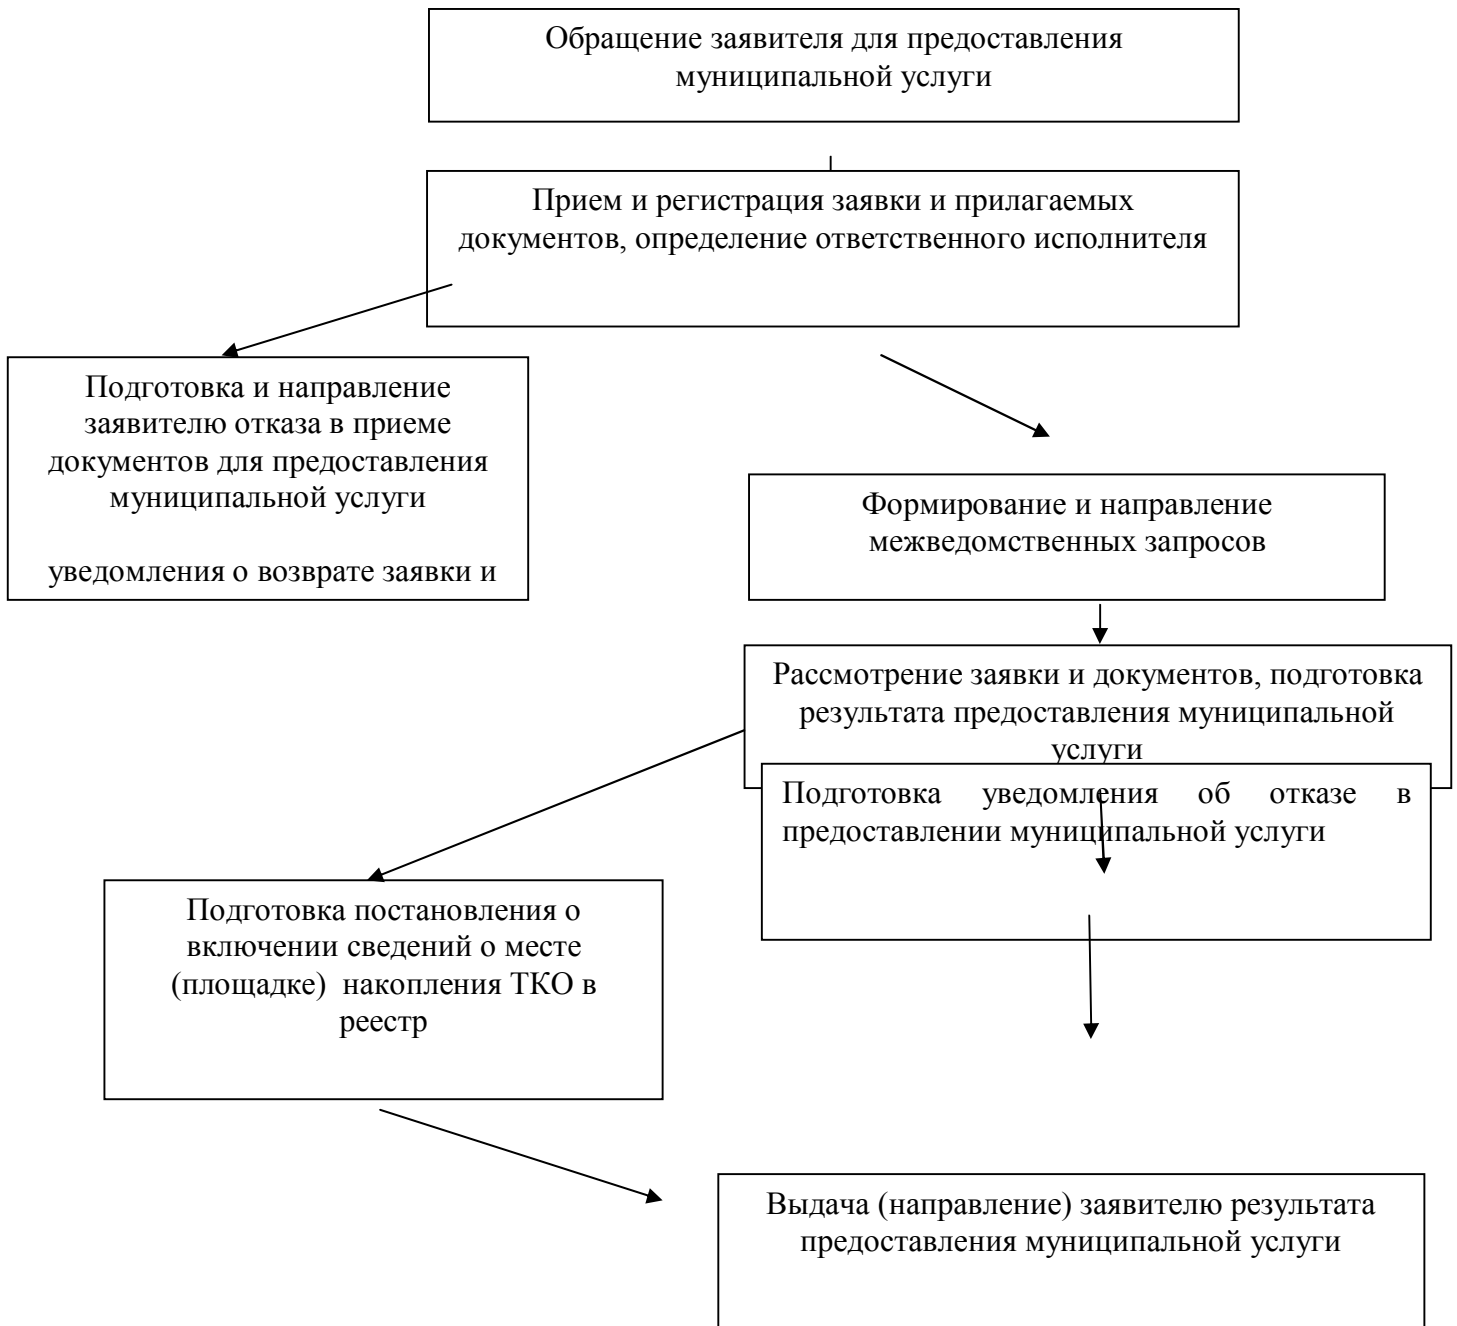 Обращение заявителя для предоставления
муниципальной услуги
Прием и регистрация заявки и прилагаемых
документов, определение ответственного исполнителя
Подготовка и направление
заявителю отказа в приеме
документов для предоставления
муниципальной услуги
уведомления о возврате заявки и
Формирование и направление
межведомственных запросов
Рассмотрение заявки и документов, подготовка
результата предоставления муниципальной
услуги
Подготовка уведомления об отказе в
предоставлении муниципальной услуги
Подготовка постановления о
включении сведений о месте
(площадке) накопления ТКО в
реестр
Выдача (направление) заявителю результата
предоставления муниципальной услуги